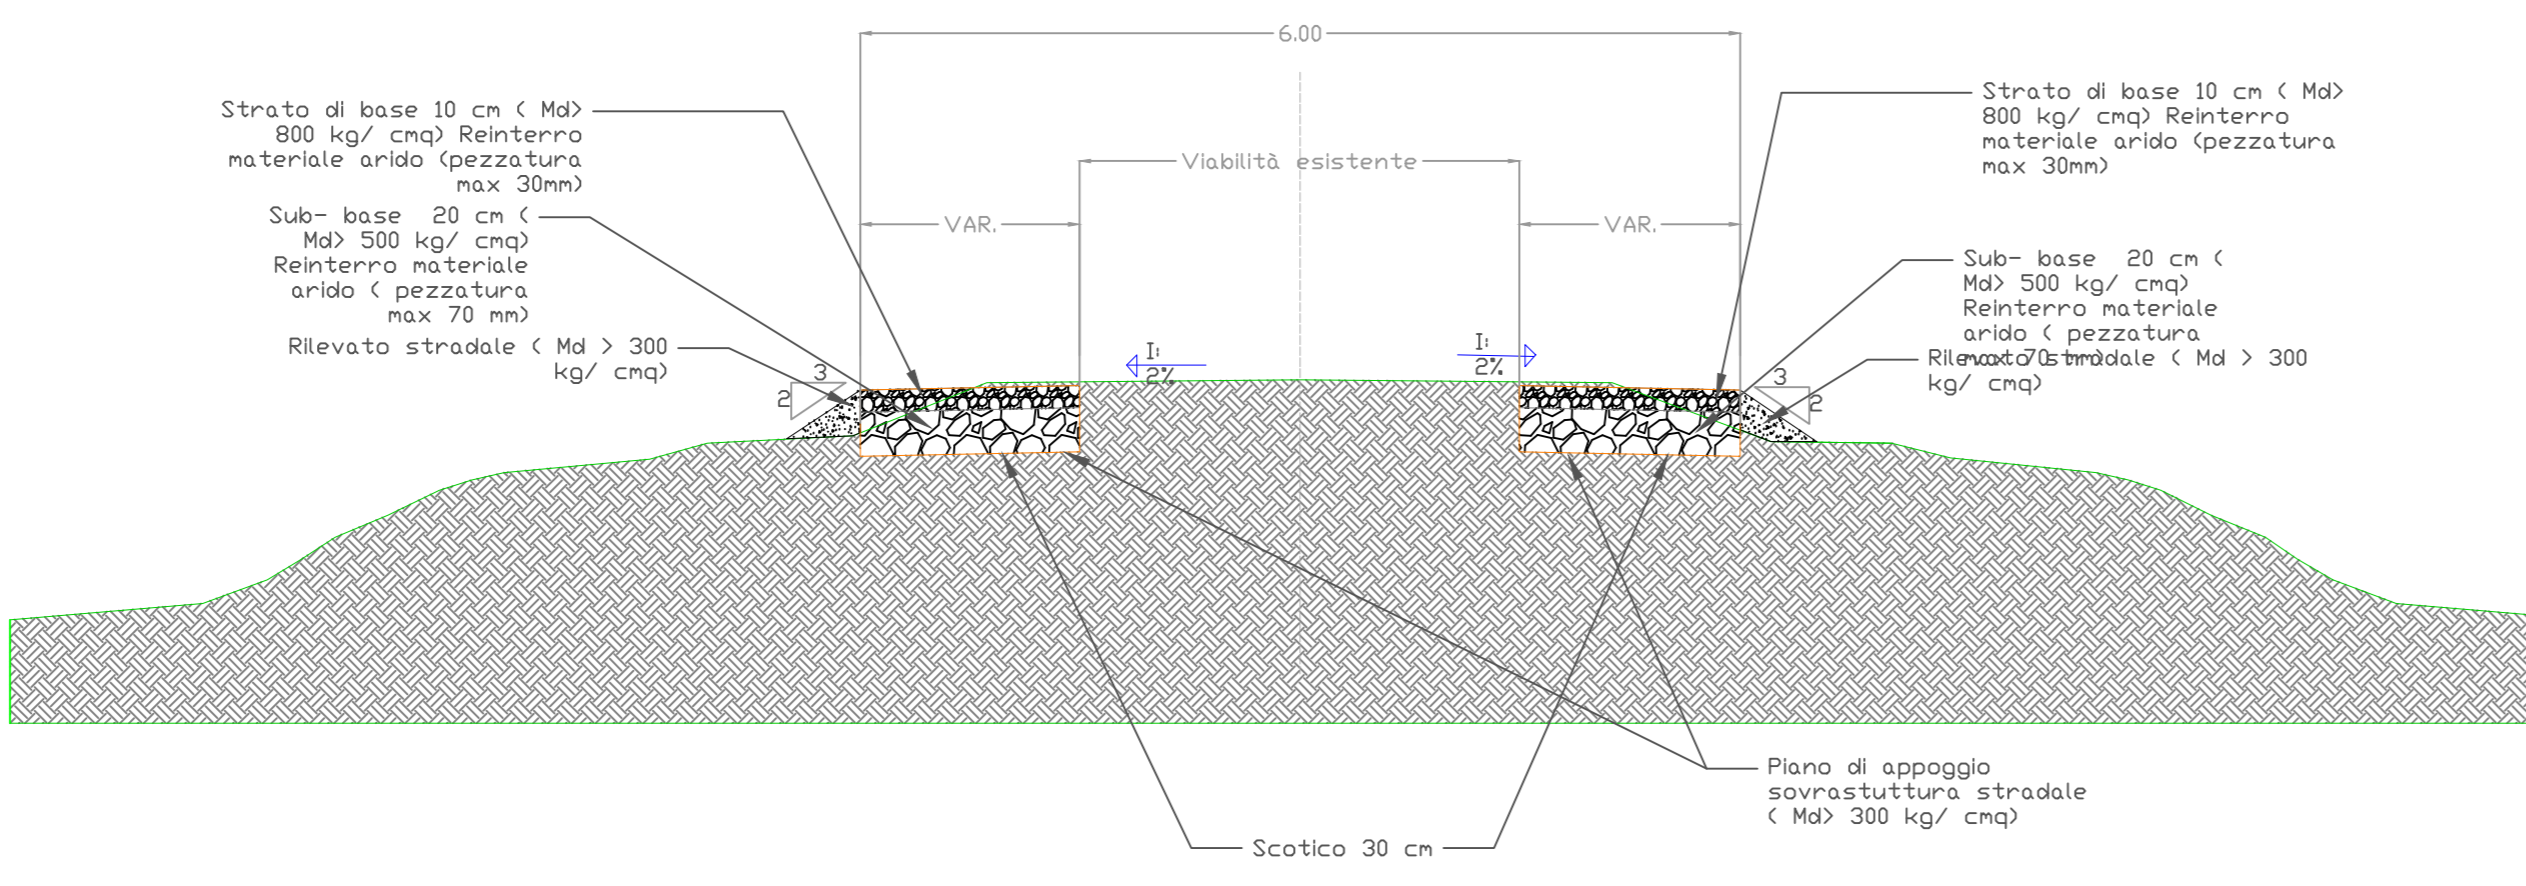 6.00
Strato di base 10 cm ( Md>
800 kg/ cmq) Reinterro
materiale arido (pezzatura
max 30mm)
Sub- base  20 cm (
Md> 500 kg/ cmq)
Reinterro materiale
arido ( pezzatura
max 70 mm)
Rilevato stradale ( Md > 300
kg/ cmq)
3
2
Viabilità esistente
VAR.
VAR.
I:
2%
I:
2%
Strato di base 10 cm ( Md>
800 kg/ cmq) Reinterro
materiale arido (pezzatura
max 30mm)
Sub- base  20 cm (
Md> 500 kg/ cmq)
Reinterro materiale
arido ( pezzatura
max 70 mm)
Rilevato stradale ( Md > 300
kg/ cmq)
3
2
Piano di appoggio
sovrastuttura stradale
( Md> 300 kg/ cmq)
Scotico 30 cm